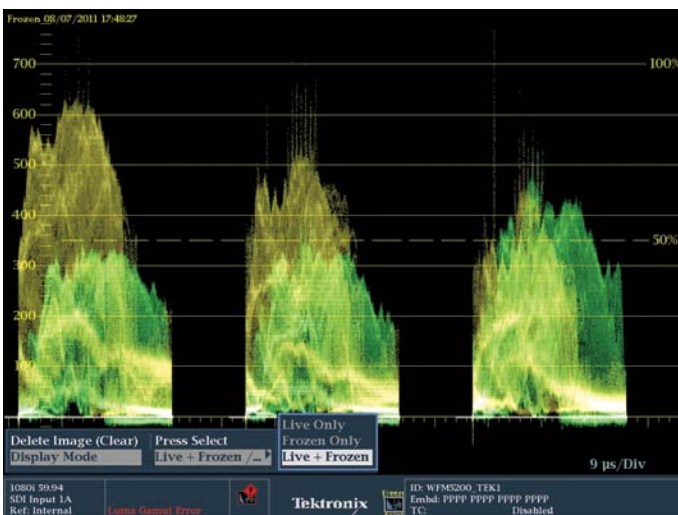 Frozen 08/07/2011 17:48:27
700
100%
600
500
400
50%
300
200
100
Live Only
Frozen Only
Live + Frozen
Delete Image (Clear)
Press Select
Display Mode
Live + Frozen /...
9 µs/Div
1080i 59.94
SDI Input 1A
Ref: Internal
Luma Gamut Error
Tektronix
ID: WFM5200_TEK1
Embd: PPPP PPPP PPPP PPPP
TC: Disabled